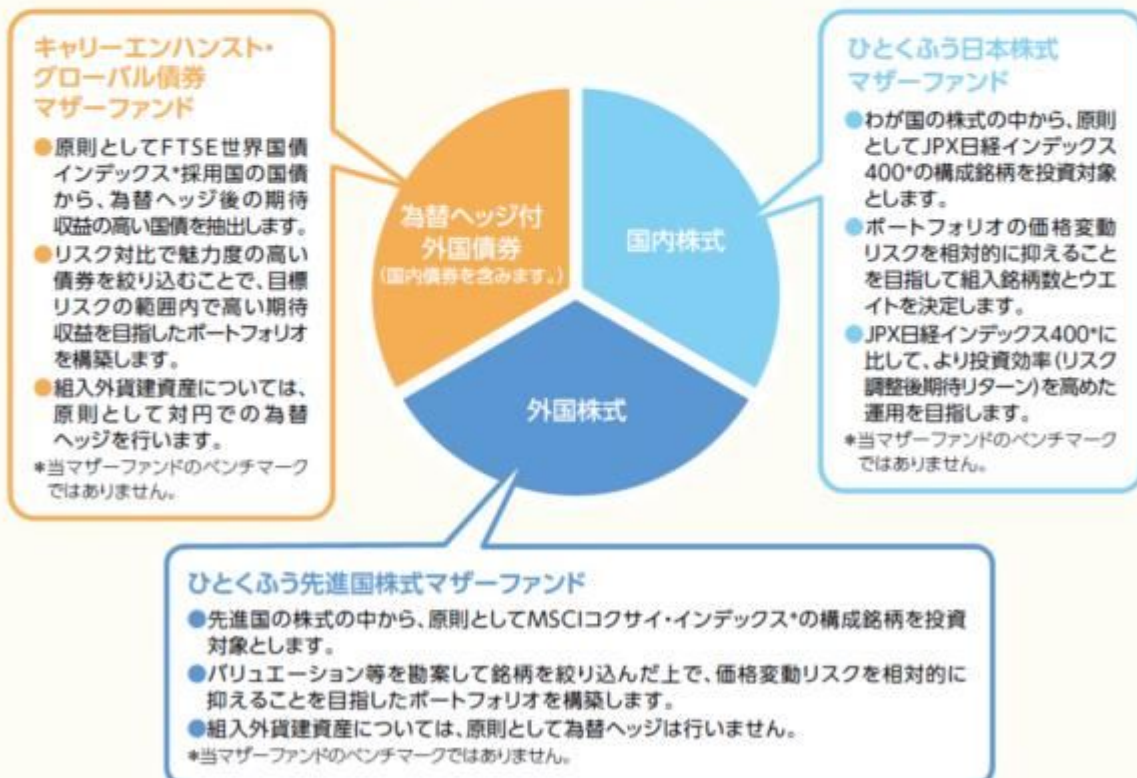 キャリーエンハンスト・
グローバル債券
マザーファンド
●原則としてFTSE世界国債
インデックス*採用国の国債
から、為替ヘッジ後の期待
収益の高い国債を抽出します。
●リスク対比で魅力度の高い
債券を絞り込むことで、目標
リスクの範囲内で高い期待
収益を目指したポートフォリオ
を構築します。
●組入外貨建資産については、
原則として対円での為替
ヘッジを行います。
*当マザーファンドのベンチマーク
ではありません。
為替ヘッジ付
外国債券
(国内債券を含みます。)
国内株式
外国株式
ひとくふう日本株式
マザーファンド
●わが国の株式の中から、原則
としてJPX日経インデックス
400*の構成銘柄を投資対象
とします。
●ポートフォリオの価格変動
リスクを相対的に抑えること
を目指して組入銘柄数とウエ
イトを決定します。
●JPX日経インデックス400*に
比して、より投資効率(リスク
調整後期待リターン)を高めた
運用を目指します。
*当マザーファンドのベンチマーク
ではありません。
ひとくふう先進国株式マザーファンド
●先進国の株式の中から、原則としてMSCIコクサイ・インデックス*の構成銘柄を投資
対象とします。
●バリュエーション等を勘案して銘柄を絞り込んだ上で、価格変動リスクを相対的に
抑えることを目指したポートフォリオを構築します。
●組入外貨建資産については、原則として為替ヘッジは行いません。
*当マザーファンドのベンチマークではありません。